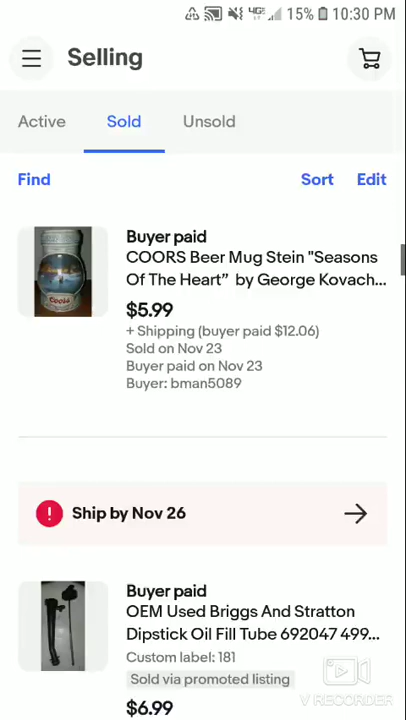 15% 10:30 PM
Selling
Active Sold Unsold
Find Sort Edit
Buyer paid
COORS Beer Mug Stein "Seasons
Of The Heart” by George Kovach...
$5.99
+ Shipping (buyer paid $12.06)
Sold on Nov 23
Buyer paid on Nov 23
Buyer: bman5089
Coors
! Ship by Nov 26
Buyer paid
OEM Used Briggs And Stratton
Dipstick Oil Fill Tube 692047 499...
Custom label: 181
Sold via promoted listing
$6.99
V RECORDER